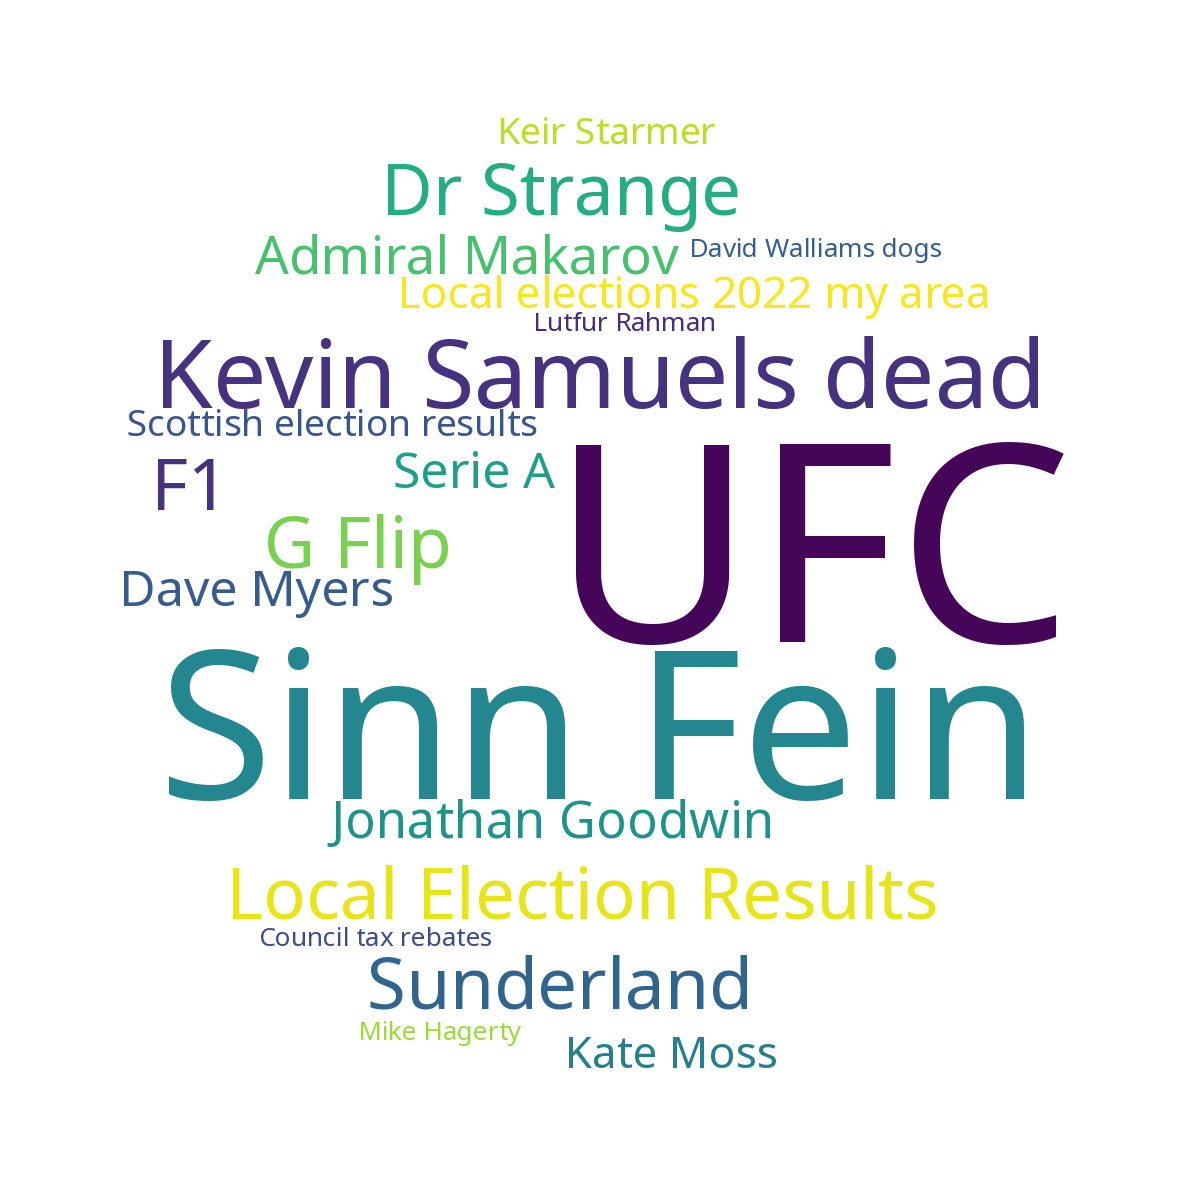 Keir Starmer
Dr Strange
Admiral Makarov
David Walliams dogs
Local elections 2022 my area
Lutfur Rahman
Kevin Samuels dead
Scottish election results
UFC
F1
Serie A
G Flip
Dave Myers
Sinn Fein
Jonathan Goodwin
Local Election Results
Council tax rebates
Sunderland
Mike Hagerty
Kate Moss